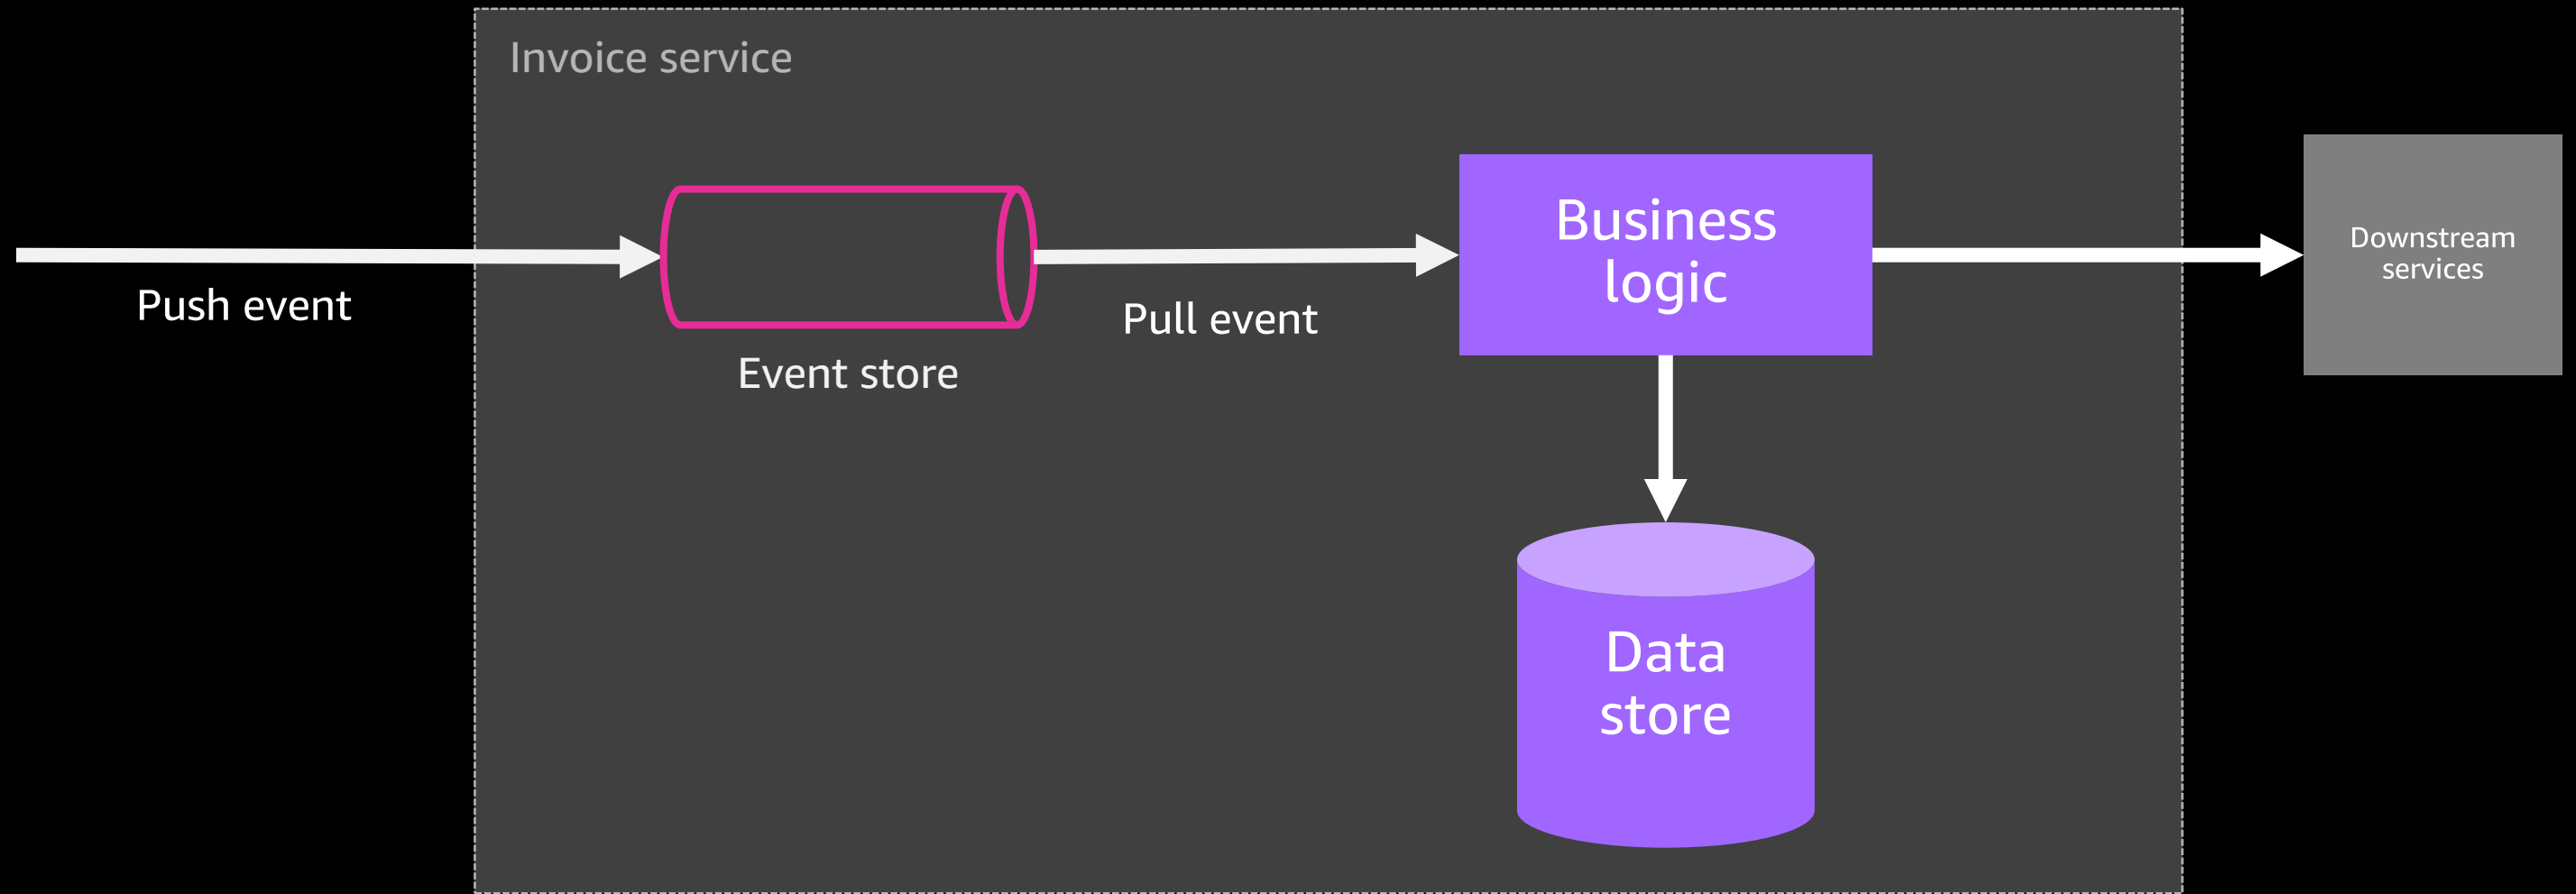 Invoice service
Push event
Event store
Pull event
Business
logic
Downstream
services
Data
store